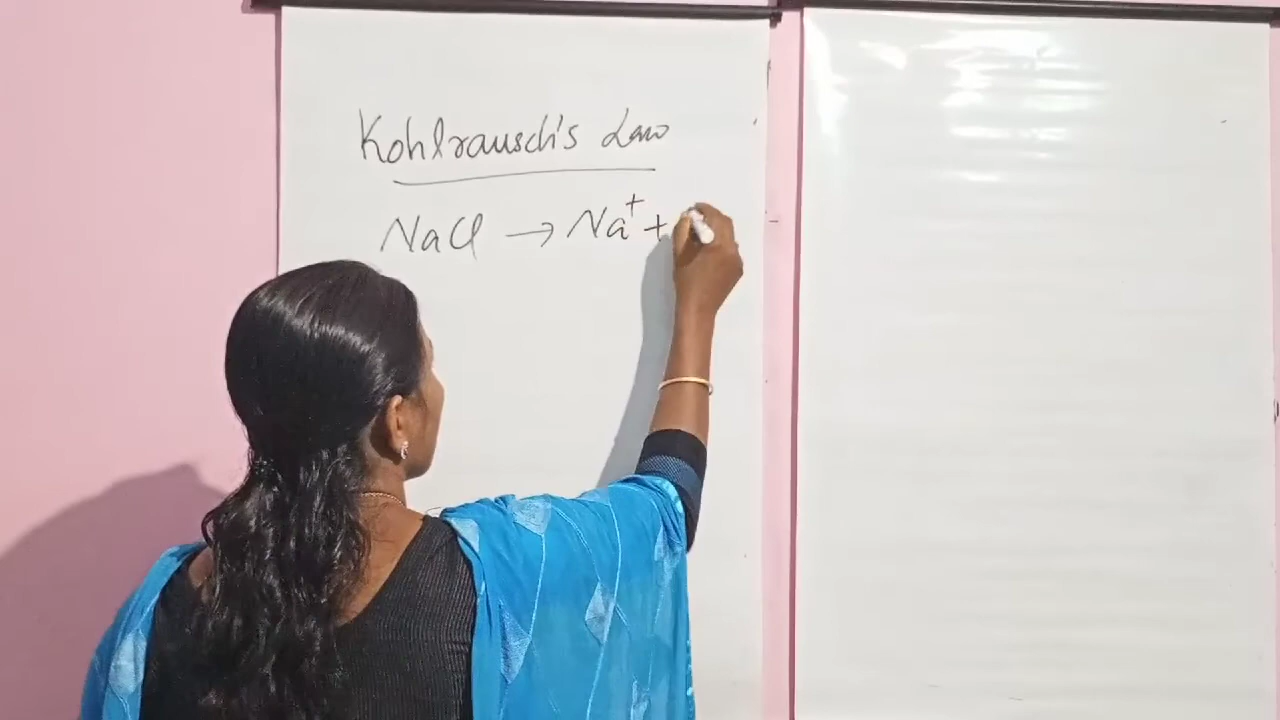 Kohlrausch's Law
NaCl → Na⁺ +